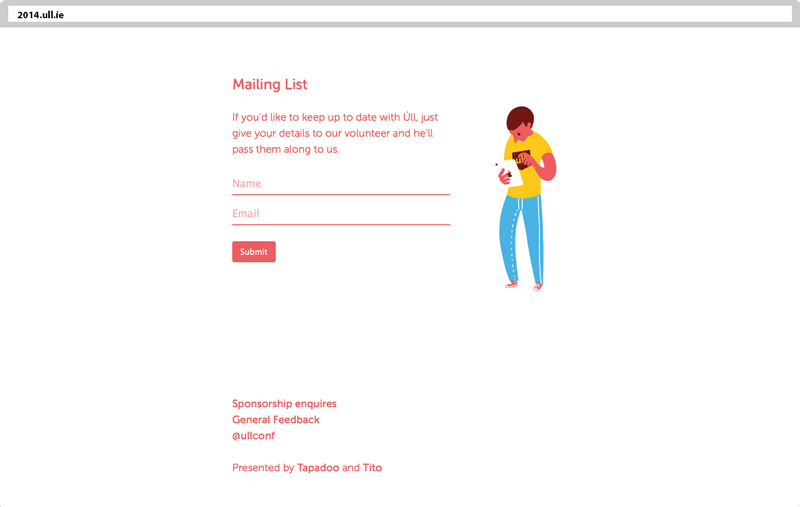 2014.ull.ie
Mailing List
If you'd like to keep up to date with Úll, just
give your details to our volunteer and he'll
pass them along to us.
Name
Email
Submit
Sponsorship enquires
General Feedback
@ullconf
Presented by Tapadoo and Tito